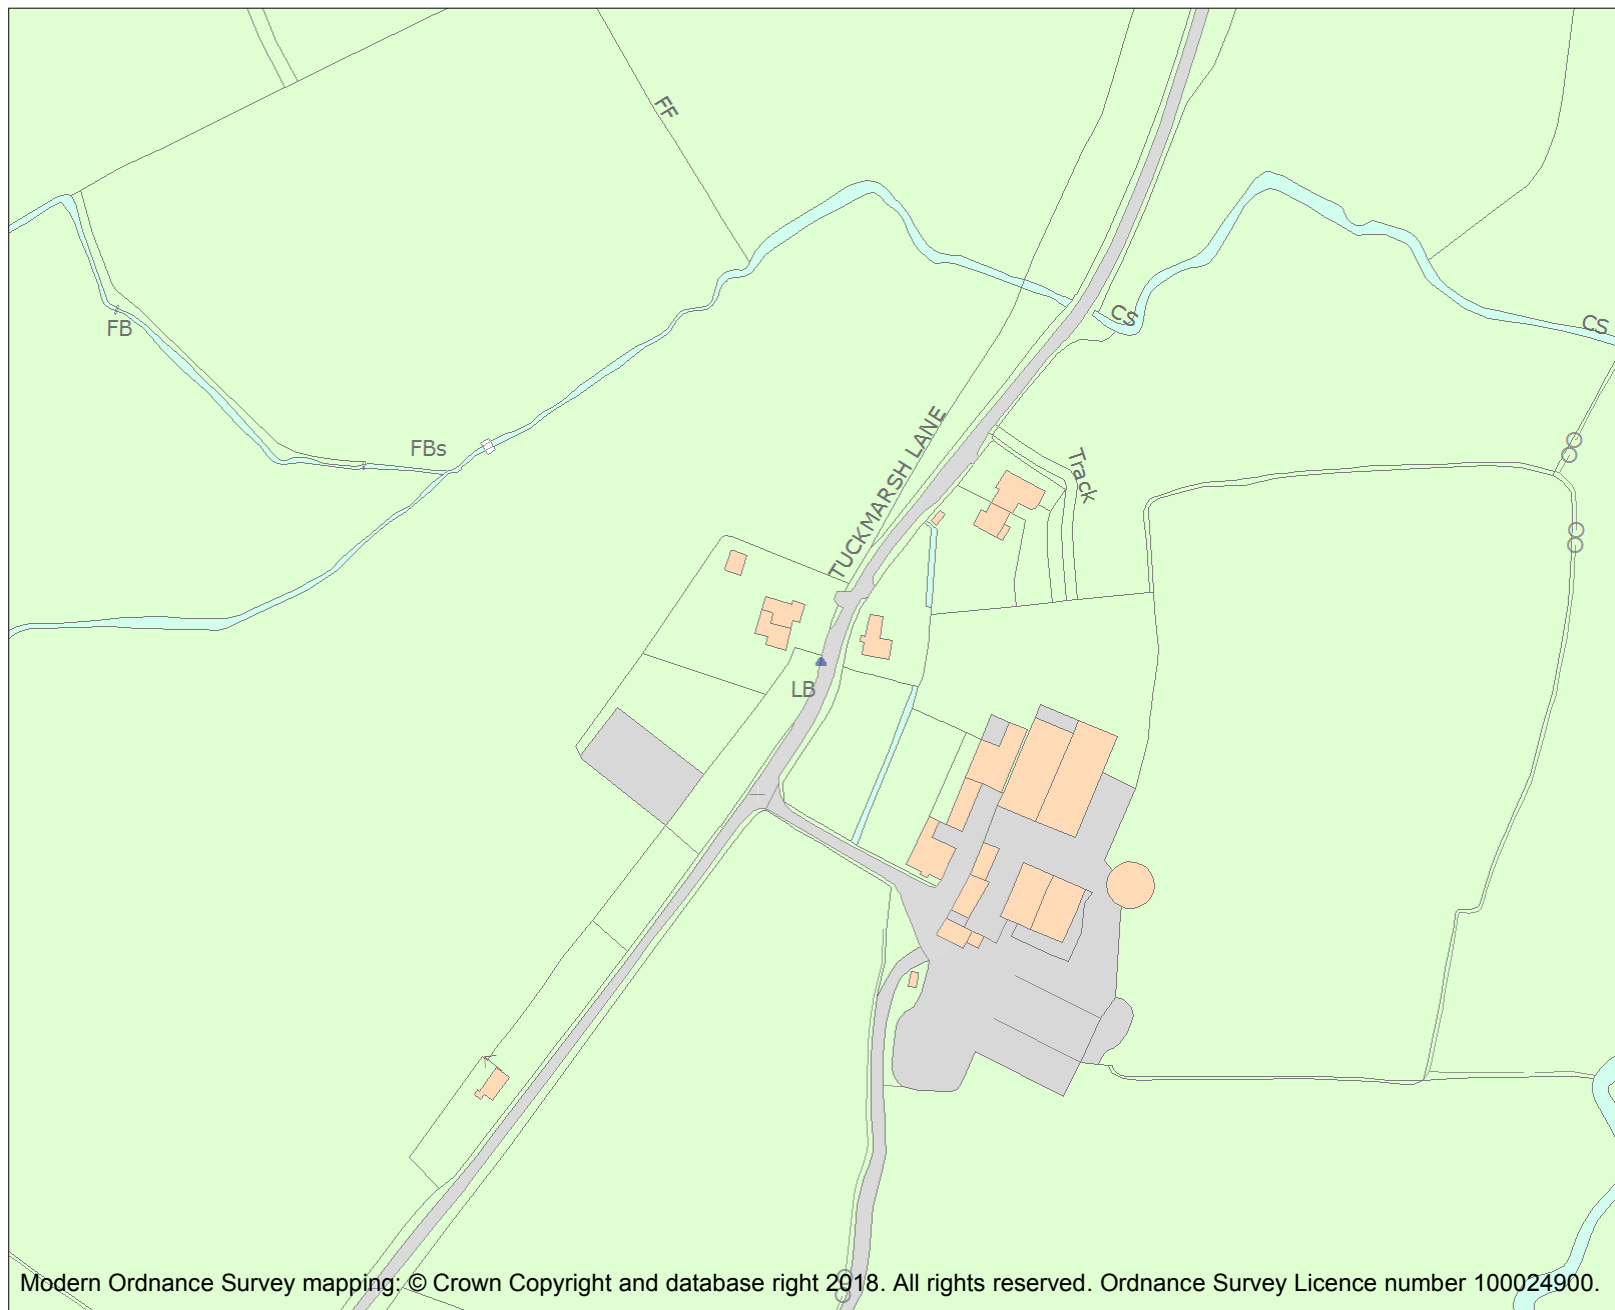 FF
CS
CS
FB
TUCKMARSH LANE
FBs
Track
LB
Modern Ordnance Survey mapping: © Crown Copyright and database right 2018. All rights reserved. Ordnance Survey Licence number 100024900.